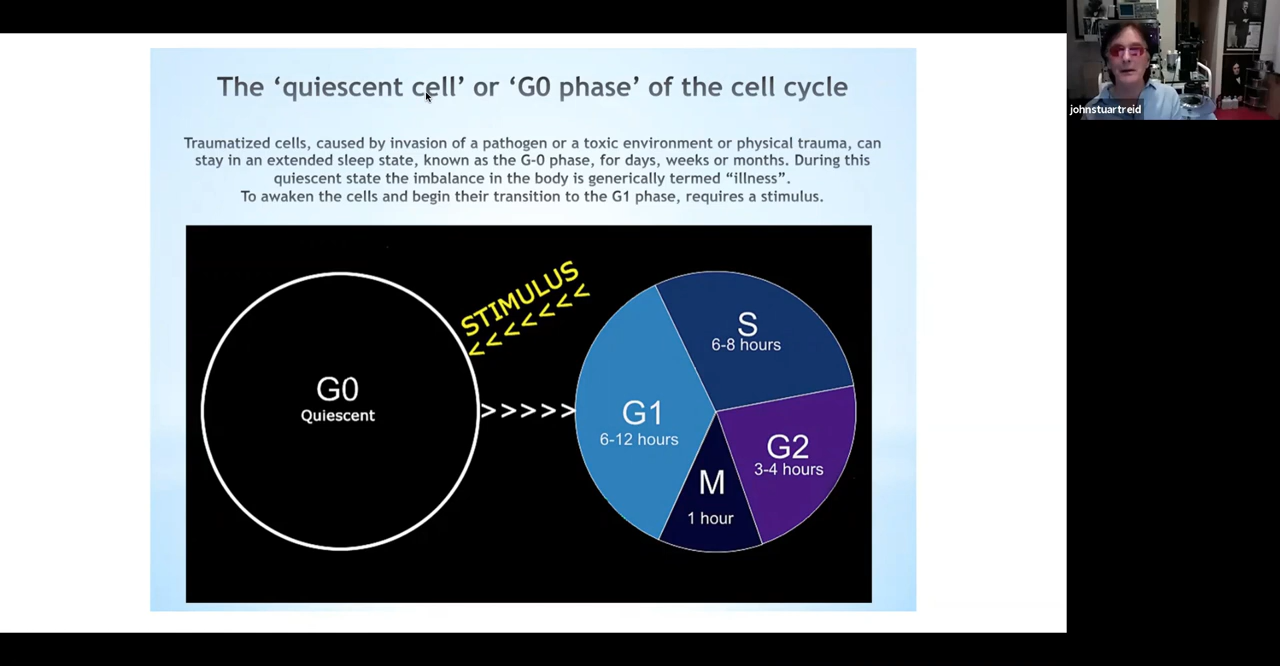 The ‘quiescent cell’ or ‘G0 phase’ of the cell cycle
Traumatized cells, caused by invasion of a pathogen or a toxic environment or physical trauma, can
stay in an extended sleep state, known as the G-0 phase, for days, weeks or months. During this
quiescent state the imbalance in the body is generically termed “illness”.
To awaken the cells and begin their transition to the G1 phase, requires a stimulus.
STIMULUS
<<<<<<<
G0
Quiescent
>>>>>
S
6-8 hours
G1
6-12 hours
G2
3-4 hours
M
1 hour
johnstuartreid